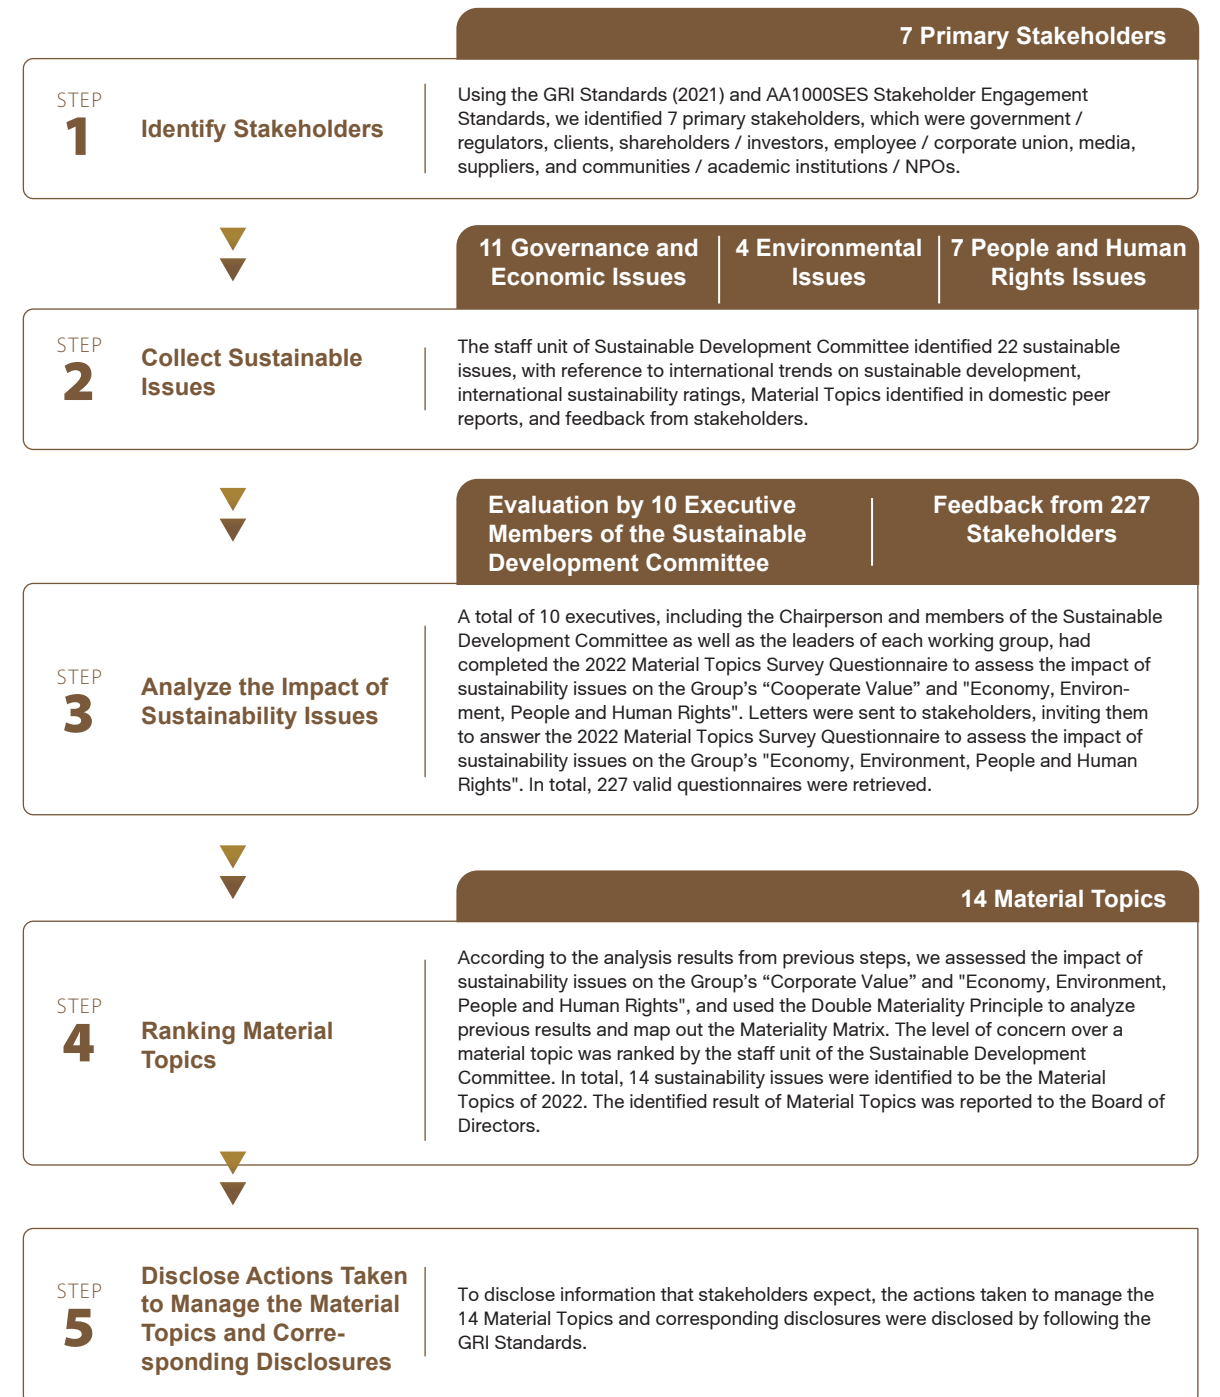 7 Primary Stakeholders
STEP
1
Identify Stakeholders
Using the GRI Standards (2021) and AA1000SES Stakeholder Engagement
Standards, we identified 7 primary stakeholders, which were government /
regulators, clients, shareholders / investors, employee / corporate union, media,
suppliers, and communities / academic institutions / NPOs.
11 Governance and
Economic Issues
4 Environmental
Issues
7 People and Human
Rights Issues
STEP
2
Collect Sustainable
Issues
The staff unit of Sustainable Development Committee identified 22 sustainable
issues, with reference to international trends on sustainable development,
international sustainability ratings, Material Topics identified in domestic peer
reports, and feedback from stakeholders.
Evaluation by 10 Executive
Members of the Sustainable
Development Committee
Feedback from 227
Stakeholders
STEP
3
Analyze the Impact of
Sustainability Issues
A total of 10 executives, including the Chairperson and members of the Sustainable
Development Committee as well as the leaders of each working group, had
completed the 2022 Material Topics Survey Questionnaire to assess the impact of
sustainability issues on the Group's “Cooperate Value” and "Economy, Environ-
ment, People and Human Rights". Letters were sent to stakeholders, inviting them
to answer the 2022 Material Topics Survey Questionnaire to assess the impact of
sustainability issues on the Group's "Economy, Environment, People and Human
Rights". In total, 227 valid questionnaires were retrieved.
14 Material Topics
STEP
4
Ranking Material
Topics
According to the analysis results from previous steps, we assessed the impact of
sustainability issues on the Group's “Corporate Value” and "Economy, Environment,
People and Human Rights", and used the Double Materiality Principle to analyze
previous results and map out the Materiality Matrix. The level of concern over a
material topic was ranked by the staff unit of the Sustainable Development
Committee. In total, 14 sustainability issues were identified to be the Material
Topics of 2022. The identified result of Material Topics was reported to the Board of
Directors.
STEP
5
Disclose Actions Taken
to Manage the Material
Topics and Corre-
sponding Disclosures
To disclose information that stakeholders expect, the actions taken to manage the
14 Material Topics and corresponding disclosures were disclosed by following the
GRI Standards.